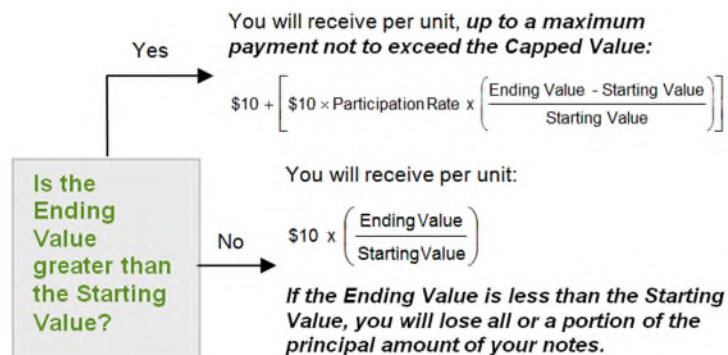 You will receive per unit, up to a maximum
payment not to exceed the Capped Value:
Yes
$10 + [ $10 × Participation Rate x ( Ending Value - Starting Value / Starting Value ) ]
Is the
Ending
Value
greater than
the Starting
Value?
No
You will receive per unit:
$10 x ( Ending Value / Starting Value )
If the Ending Value is less than the Starting
Value, you will lose all or a portion of the
principal amount of your notes.